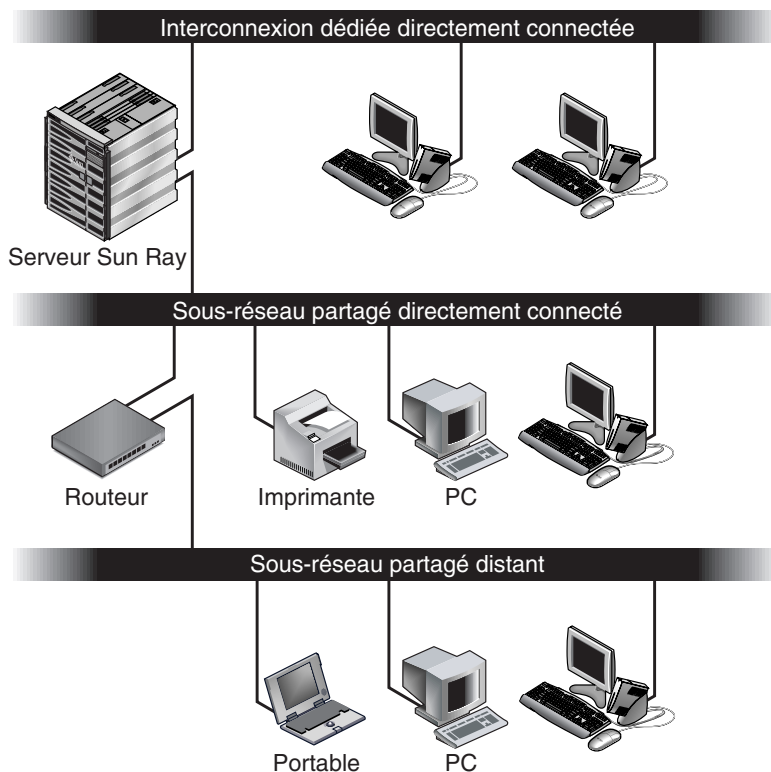 Interconnexion dédiée directement connectée
Serveur Sun Ray
Sous-réseau partagé directement connecté
Routeur
Imprimante
PC
Sous-réseau partagé distant
Portable
PC